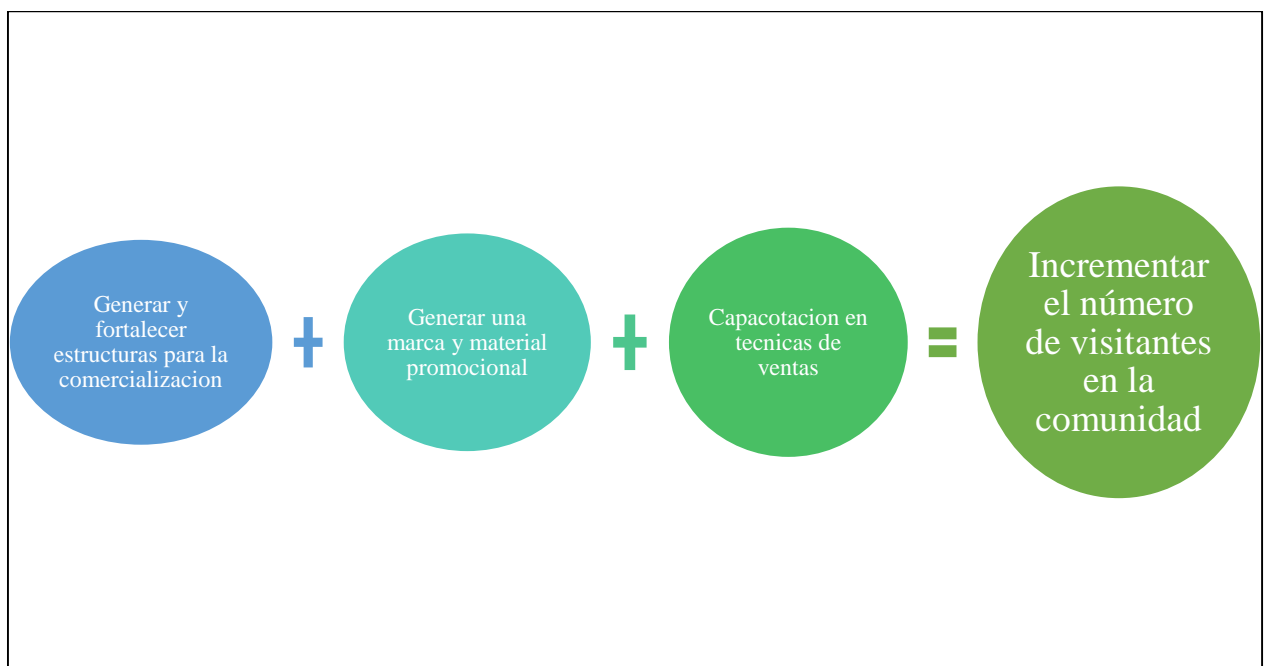 Generar y
fortalecer
estructuras para la
comercializacion
+
Generar una
marca y material
promocional
+
Capacotacion en
tecnicas de
ventas
=
Incrementar
el número
de visitantes
en la
comunidad